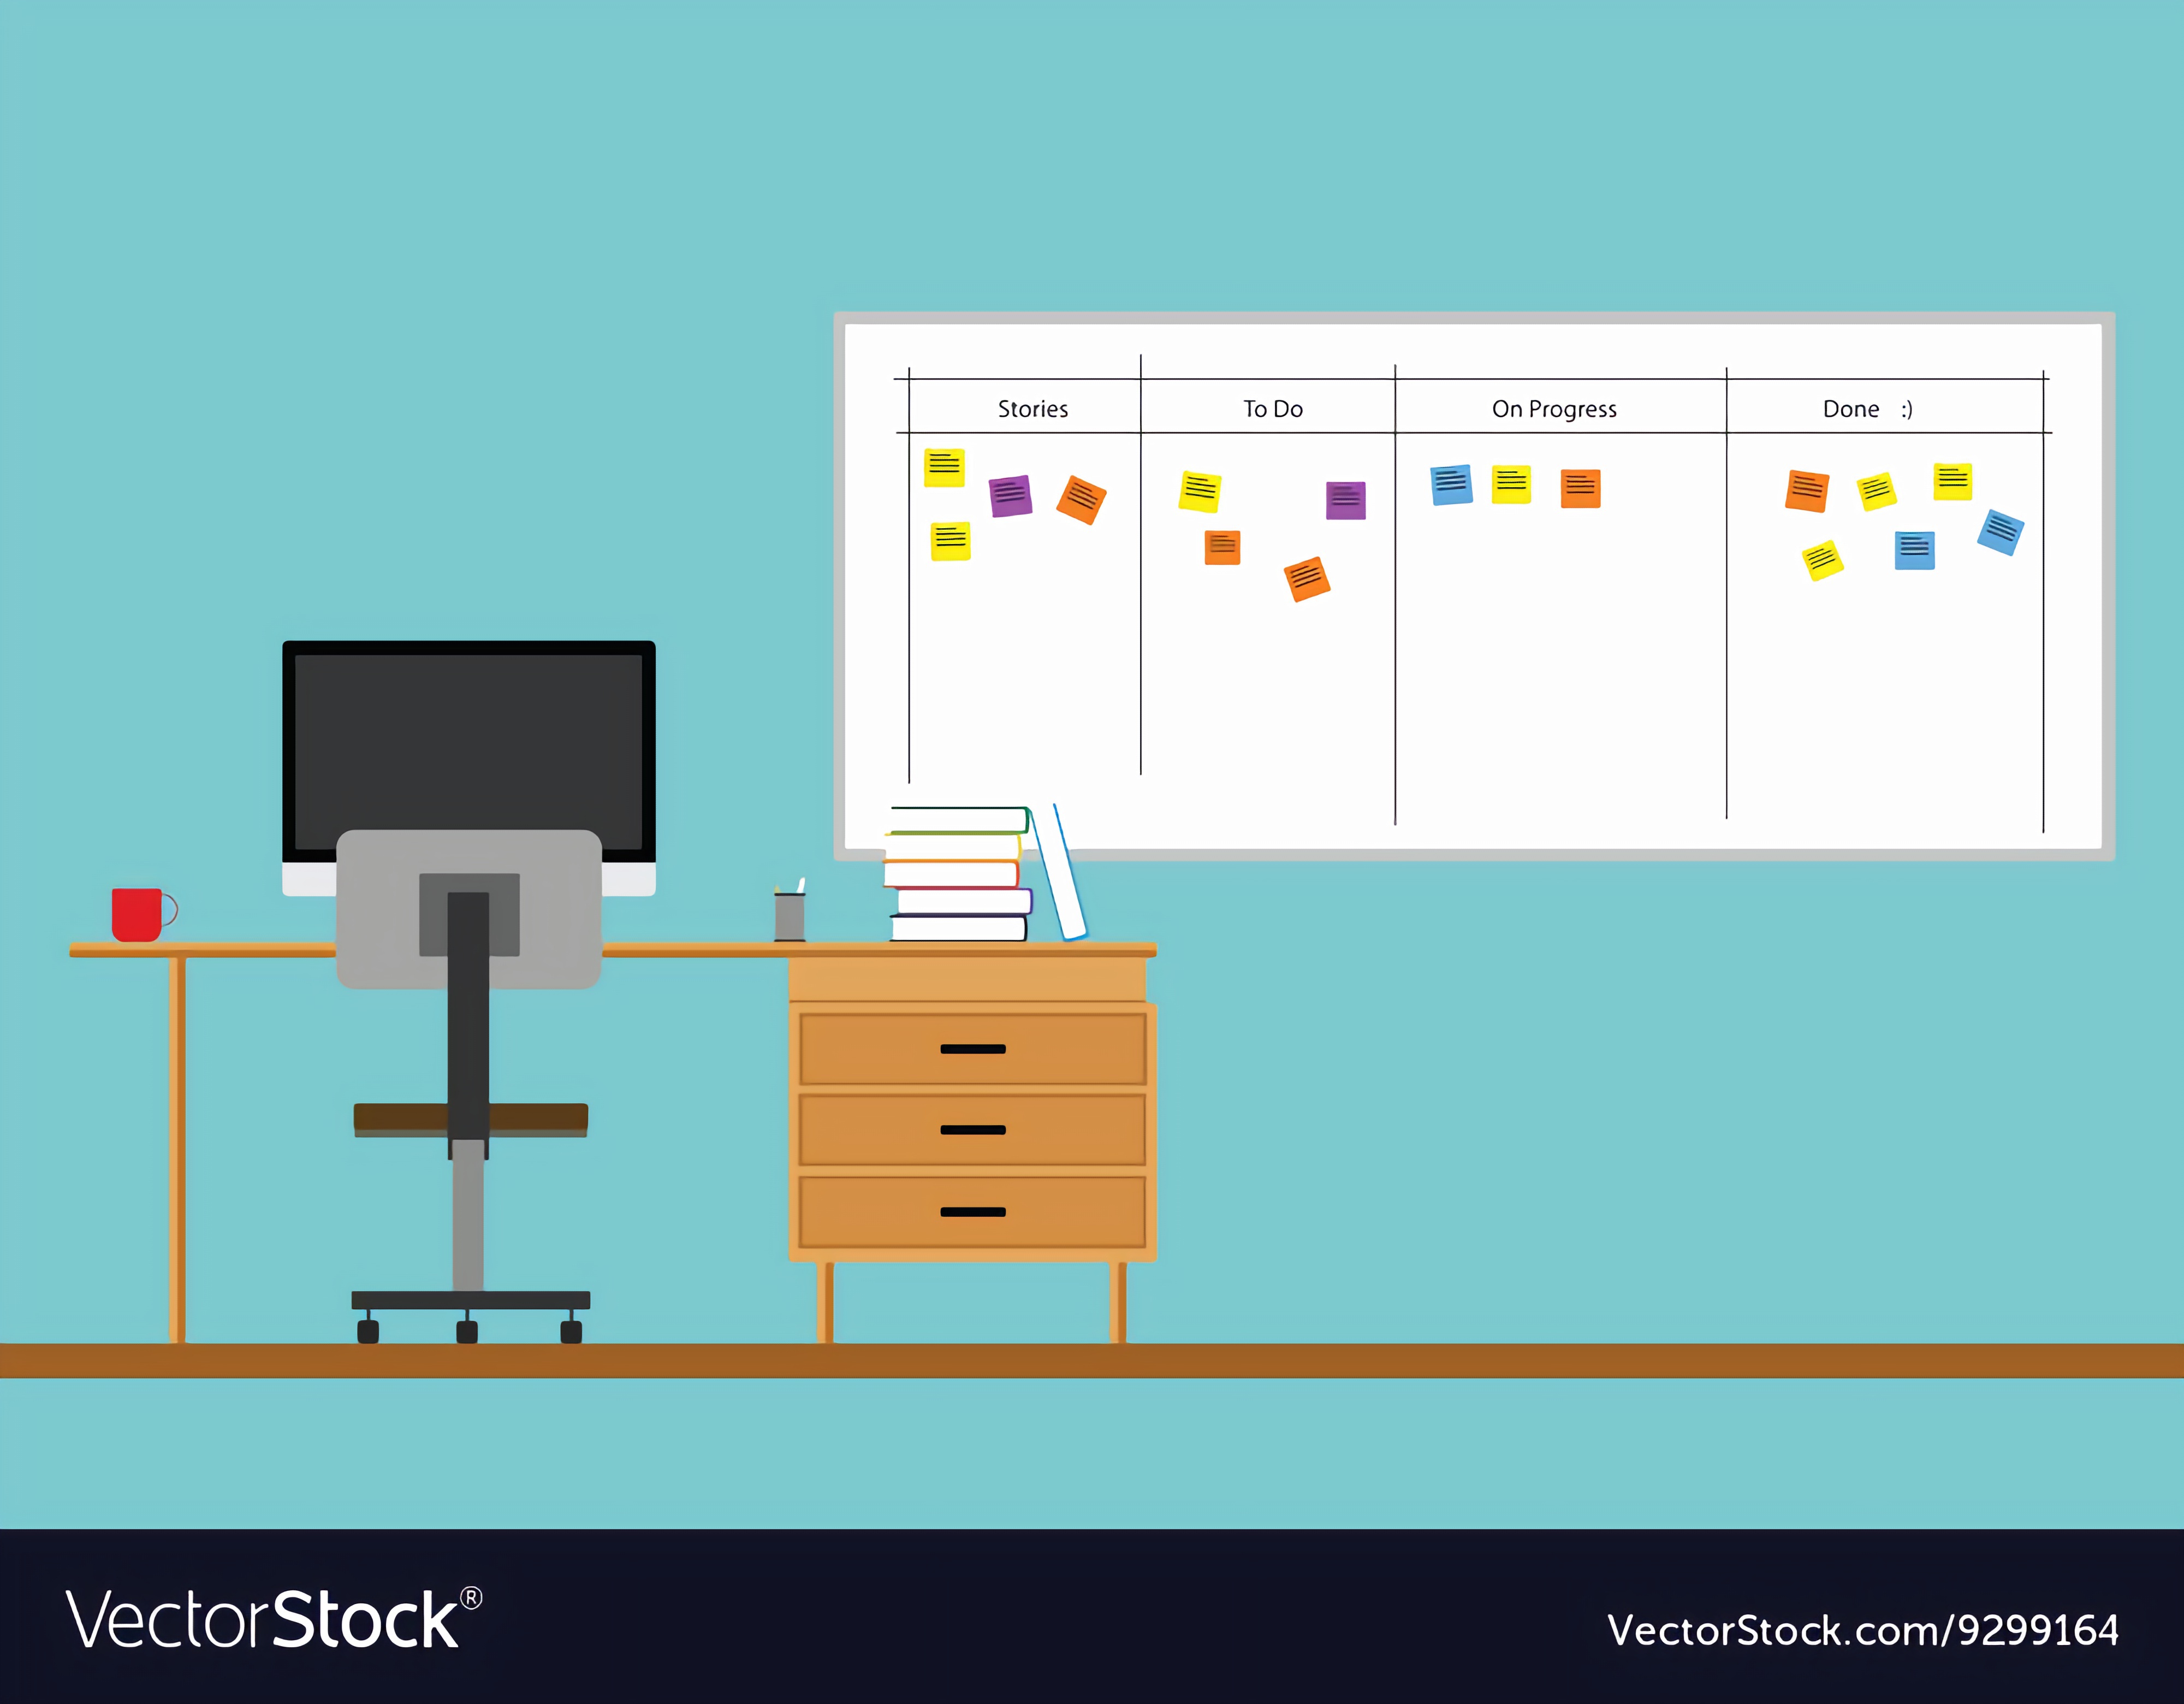 Stories
To Do
On Progress
Done :)
VectorStock®
VectorStock.com/9299164